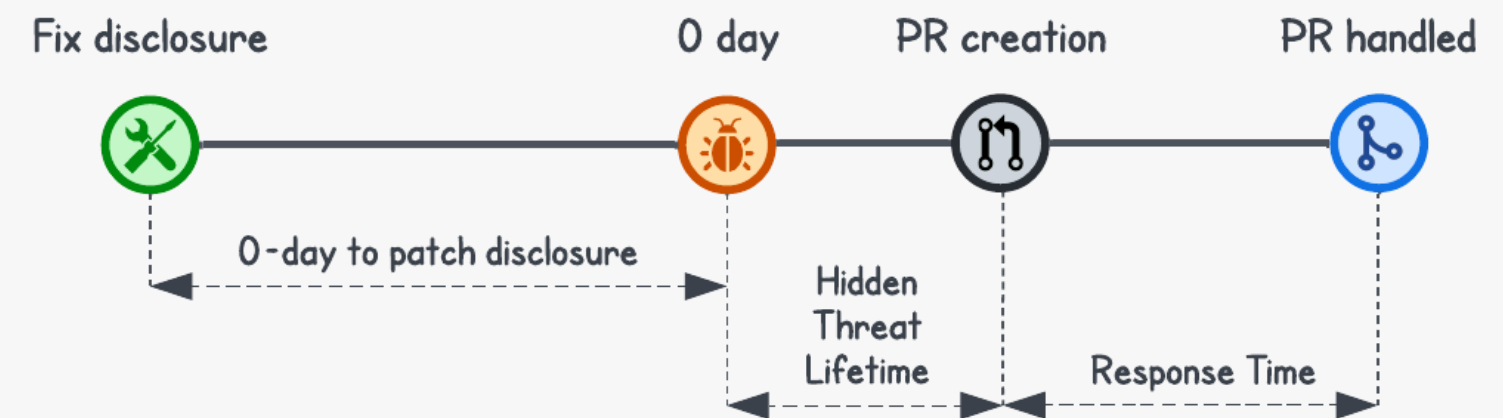 Fix disclosure
0 day
PR creation
PR handled
0-day to patch disclosure
Hidden
Threat
Lifetime
Response Time